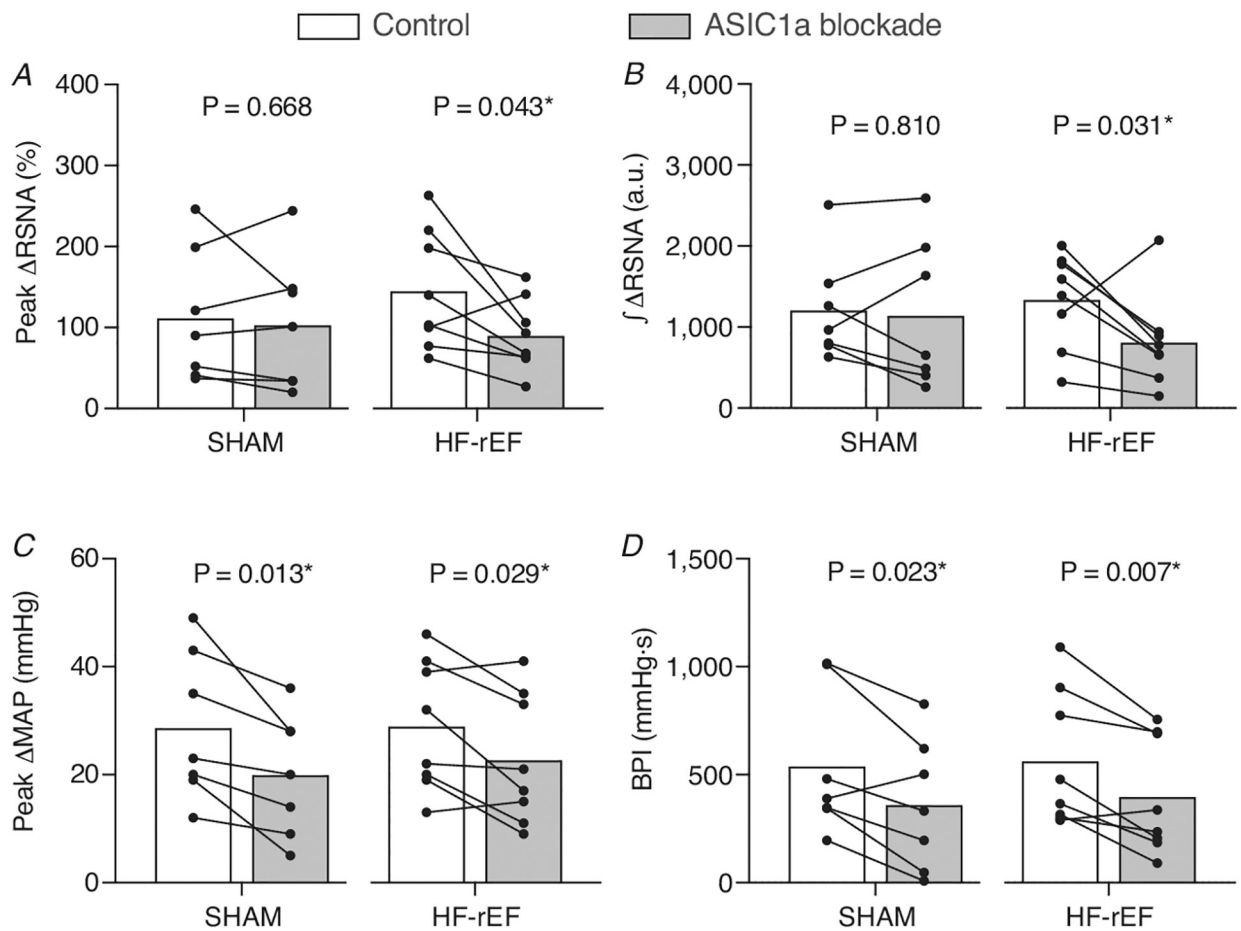 Control ASIC1a blockade
A
Peak ΔRSNA (%)
400
300
200
100
0
P = 0.668
P = 0.043*
SHAM
HF-rEF
B
∫ ΔRSNA (a.u.)
4,000
3,000
2,000
1,000
0
P = 0.810
P = 0.031*
SHAM
HF-rEF
C
Peak ΔMAP (mmHg)
60
40
20
0
P = 0.013*
P = 0.029*
SHAM
HF-rEF
D
BPI (mmHg·s)
1,500
1,000
500
0
P = 0.023*
P = 0.007*
SHAM
HF-rEF